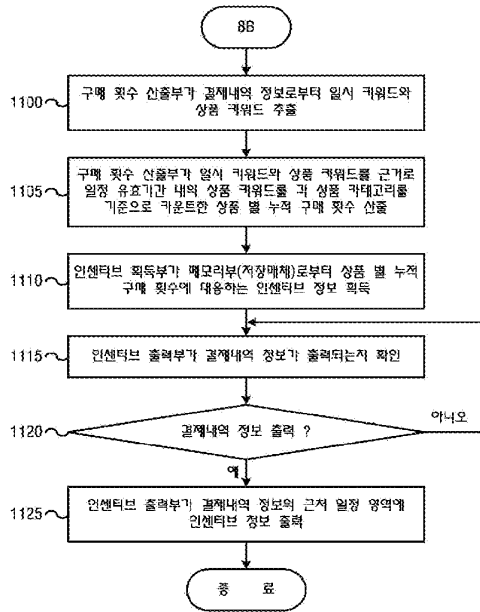 8B
1100
구매 횟수 산출부가 결제내역 정보로부터 일시 키워드와
상품 키워드 추출
1105
구매 횟수 산출부가 일시 키워드와 상품 키워드를 근거로
일정 유효기간 내의 상품 키워드를 각 상품 카테고리를
기준으로 카운트한 상품 별 누적 구매 횟수 산출
1110
인센티브 획득부가 메모리부(저장매체)로부터 상품 별 누적
구매 횟수에 대응하는 인센티브 정보 획득
1115
인센티브 출력부가 결제내역 정보가 출력되는지 확인
아니오
1120
결제내역 정보 출력 ?
예
1125
인센티브 출력부가 결제내역 정보의 근처 일정 영역에
인센티브 정보 출력
종 료